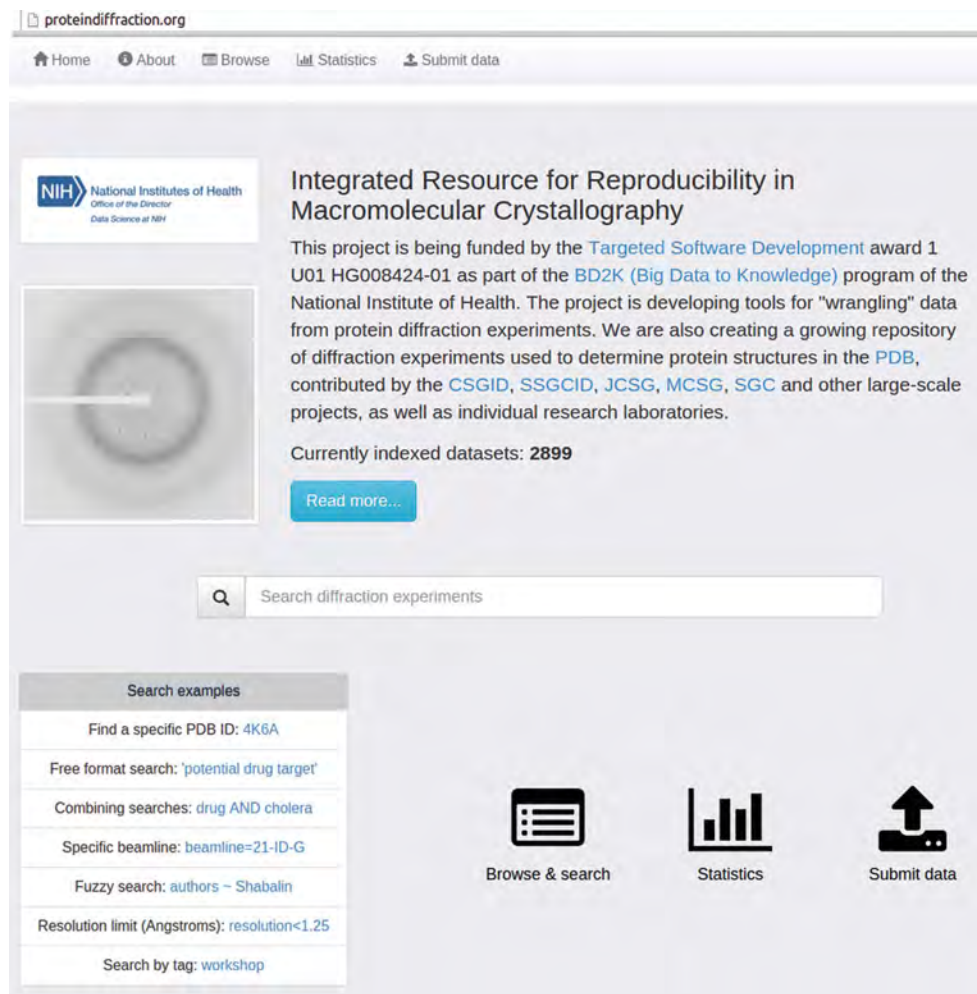 proteindiffraction.org
Home About Browse Statistics Submit data
NIH National Institutes of Health
Office of the Director
Data Science at NIH
Integrated Resource for Reproducibility in
Macromolecular Crystallography
This project is being funded by the Targeted Software Development award 1
U01 HG008424-01 as part of the BD2K (Big Data to Knowledge) program of the
National Institute of Health. The project is developing tools for "wrangling" data
from protein diffraction experiments. We are also creating a growing repository
of diffraction experiments used to determine protein structures in the PDB,
contributed by the CSGID, SSGCID, JCSG, MCSG, SGC and other large-scale
projects, as well as individual research laboratories.
Currently indexed datasets: 2899
Read more...
Search diffraction experiments
Search examples
Find a specific PDB ID: 4K6A
Free format search: 'potential drug target'
Combining searches: drug AND cholera
Specific beamline: beamline=21-ID-G
Fuzzy search: authors ~ Shabalin
Resolution limit (Angstroms): resolution<1.25
Search by tag: workshop
Browse & search
Statistics
Submit data